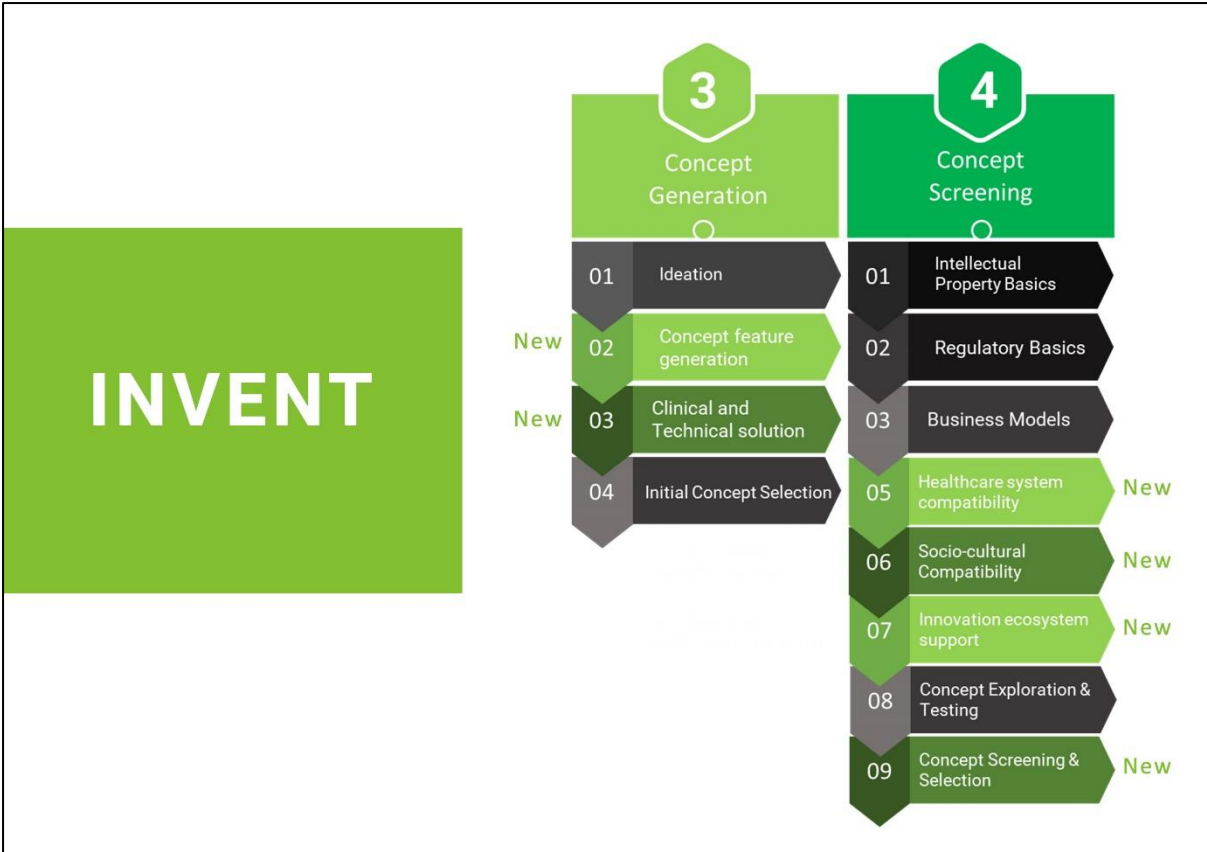 INVENT
3
Concept
Generation
01
Ideation
New
02
Concept feature
generation
New
03
Clinical and
Technical solution
04
Initial Concept Selection
4
Concept
Screening
01
Intellectual
Property Basics
02
Regulatory Basics
03
Business Models
05
Healthcare system
compatibility
New
06
Socio-cultural
Compatibility
New
07
Innovation ecosystem
support
New
08
Concept Exploration &
Testing
09
Concept Screening &
Selection
New